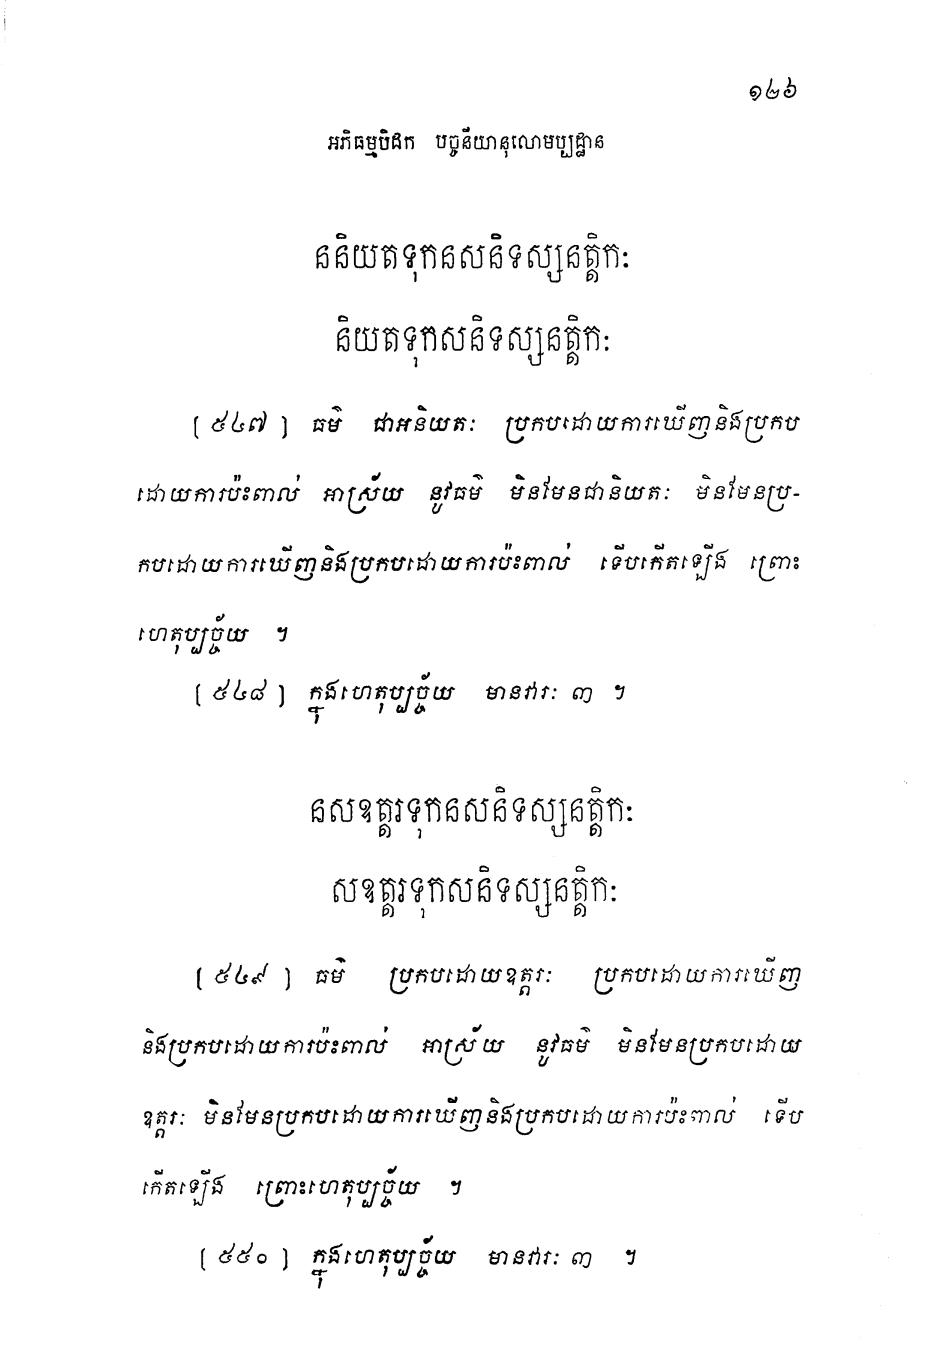 ១២៦
អភិធម្មបិដក បច្ចនីយានុលោមប្បដ្ឋាន
ននិយតទុកនសនិទស្សនត្តិកៈ
និយតទុកសនិទស្សនត្តិកៈ
[ ៥៤៧ ] ធម៌ ជាអនិយតៈ ប្រកបដោយការឃើញនិងប្រកប
ដោយការប៉ះពាល់ អាស្រ័យ នូវធម៌ មិនមែនជានិយតៈ មិនមែនប្រ-
កបដោយការឃើញនិងប្រកបដោយការប៉ះពាល់ ទើបកើតឡើង ព្រោះ
ហេតុប្បច្ច័យ ។
[ ៥៤៨ ] ក្នុងហេតុប្បច្ច័យ មានវារៈ ៣ ។
នសឧត្តរទុកនសនិទស្សនត្តិកៈ
សឧត្តរទុកសនិទស្សនត្តិកៈ
[ ៥៤៩ ] ធម៌ ប្រកបដោយឧត្តរៈ ប្រកបដោយការឃើញ
និងប្រកបដោយការប៉ះពាល់ អាស្រ័យ នូវធម៌ មិនមែនប្រកបដោយ
ឧត្តរៈ មិនមែនប្រកបដោយការឃើញនិងប្រកបដោយការប៉ះពាល់ ទើប
កើតឡើង ព្រោះហេតុប្បច្ច័យ ។
[ ៥៥០ ] ក្នុងហេតុប្បច្ច័យ មានវារៈ ៣ ។